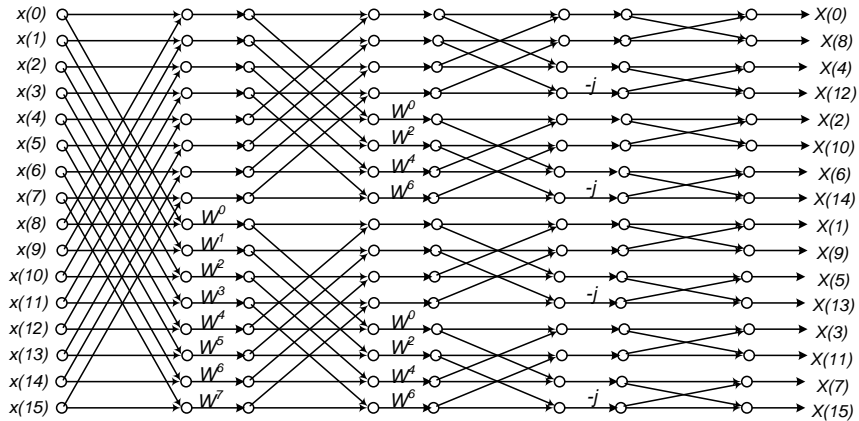 x(0) X(0)
x(1) X(8)
x(2) X(4)
x(3) -j X(12)
x(4) W⁰ X(2)
x(5) W² X(10)
x(6) W⁴ X(6)
x(7) W⁶ -j X(14)
x(8) W⁰ X(1)
x(9) W¹ X(9)
x(10) W² X(5)
x(11) W³ -j X(13)
x(12) W⁴ W⁰ X(3)
x(13) W⁵ W² X(11)
x(14) W⁶ W⁴ X(7)
x(15) W⁷ W⁶ -j X(15)